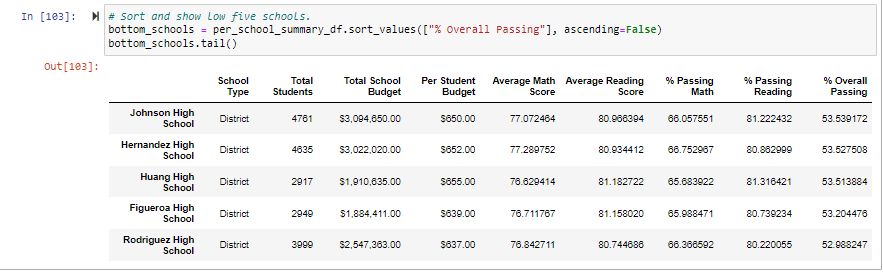 In [103]:
# Sort and show low five schools.
bottom_schools = per_school_summary_df.sort_values(["% Overall Passing"], ascending=False)
bottom_schools.tail()
Out[103]:
School Type Total Students Total School Budget Per Student Budget Average Math Score Average Reading Score % Passing Math % Passing Reading % Overall Passing
Johnson High School District 4761 $3,094,650.00 $650.00 77.072464 80.966394 66.057551 81.222432 53.539172
Hernandez High School District 4635 $3,022,020.00 $652.00 77.289752 80.934412 66.752967 80.862999 53.527508
Huang High School District 2917 $1,910,635.00 $655.00 76.629414 81.182722 65.683922 81.316421 53.513884
Figueroa High School District 2949 $1,884,411.00 $639.00 76.711767 81.158020 65.988471 80.739234 53.204476
Rodriguez High School District 3999 $2,547,363.00 $637.00 76.842711 80.744686 66.366592 80.220055 52.988247